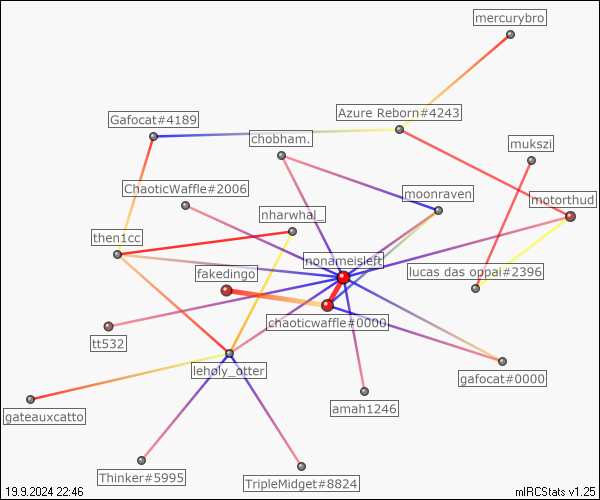 mercurybro
Azure Reborn#4243
Gafocat#4189
chobham.
mukszi
ChaoticWaffle#2006
moonraven
motorthud
nharwhal_
then1cc
nonameisleft
fakedingo
lucas das oppai#2396
chaoticwaffle#0000
tt532
leholy_otter
gafocat#0000
amah1246
gateauxcatto
Thinker#5995
TripleMidget#8824
19.9.2024 22:46
mIRCStats v1.25